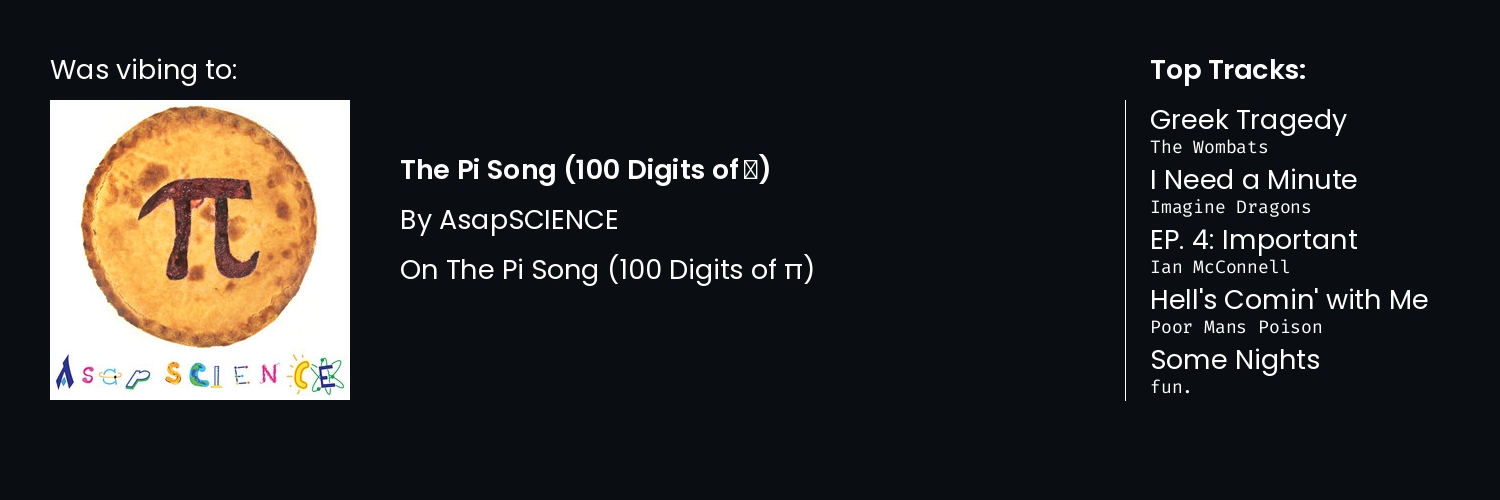 Was vibing to:
π
Asap SCIENCE
The Pi Song (100 Digits of )
By AsapSCIENCE
On The Pi Song (100 Digits of π)
Top Tracks:
Greek Tragedy
The Wombats
I Need a Minute
Imagine Dragons
EP. 4: Important
Ian McConnell
Hell's Comin' with Me
Poor Mans Poison
Some Nights
fun.